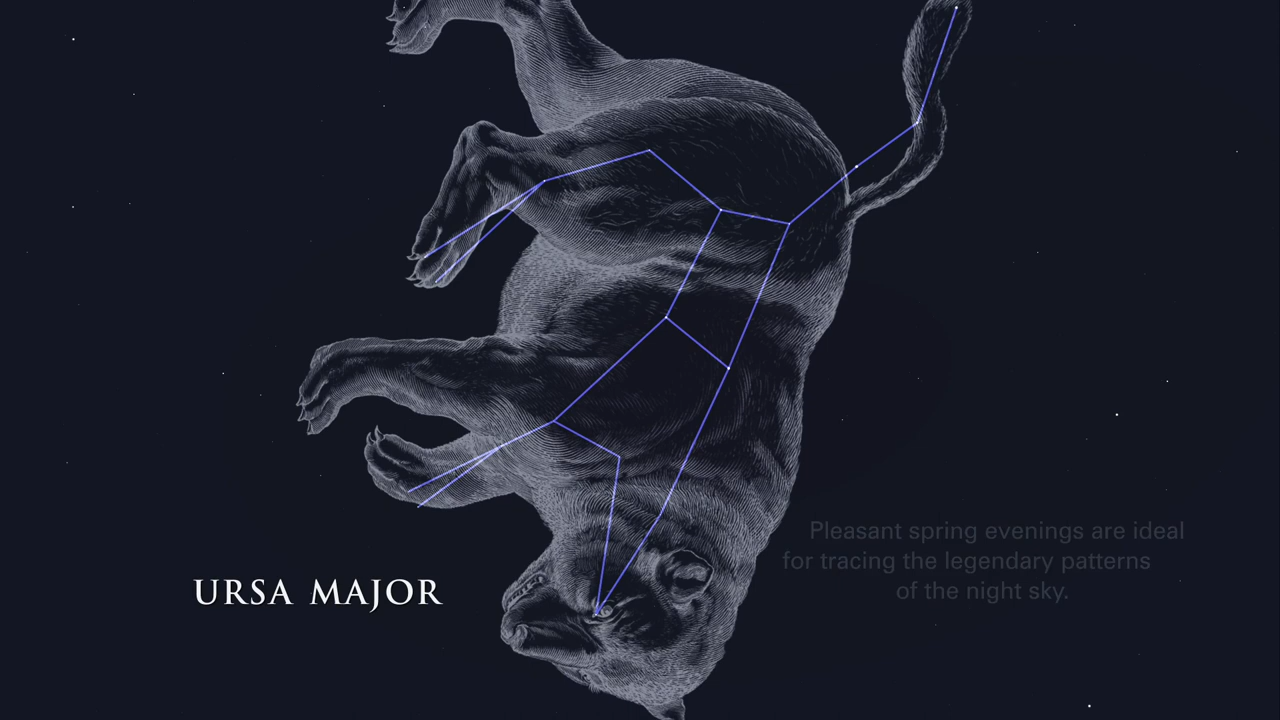 Pleasant spring evenings are ideal
for tracing the legendary patterns
of the night sky.
URSA MAJOR